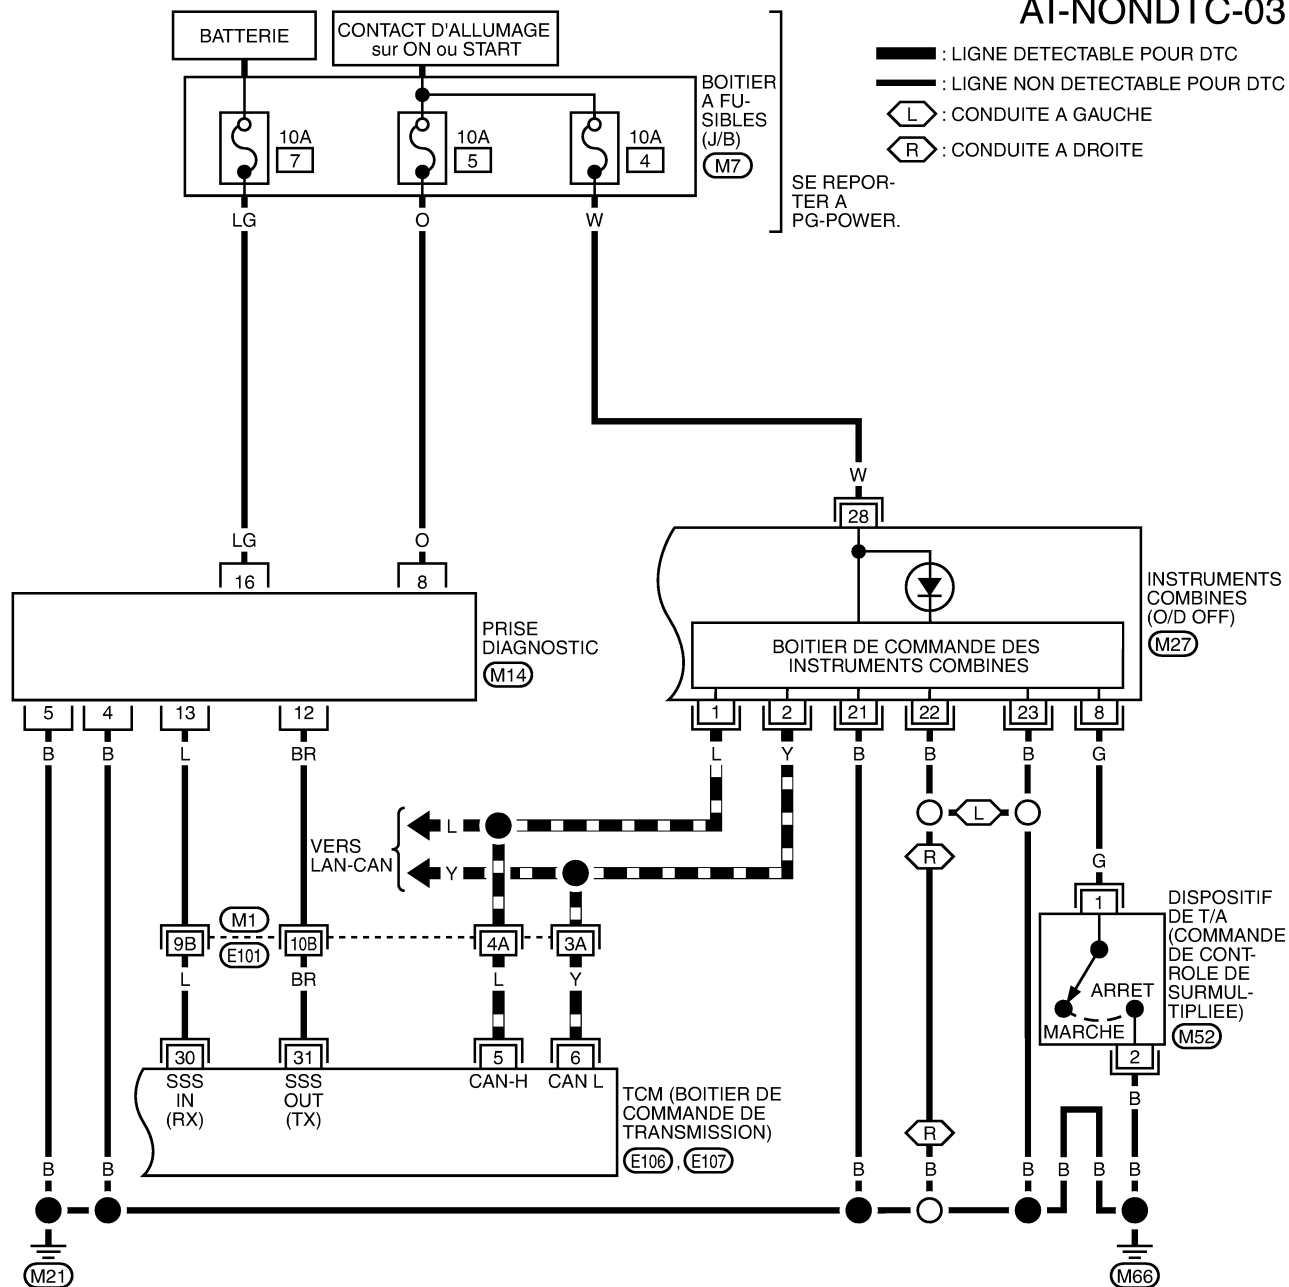 AT-NONDTC-03
BATTERIE
CONTACT D'ALLUMAGE
sur ON ou START
: LIGNE DETECTABLE POUR DTC
: LIGNE NON DETECTABLE POUR DTC
L : CONDUITE A GAUCHE
R : CONDUITE A DROITE
BOITIER
A FU-
SIBLES
(J/B)
M7
10A
7
10A
5
10A
4
SE REPOR-
TER A
PG-POWER.
LG
O
W
W
LG
O
28
16
8
INSTRUMENTS
COMBINES
(O/D OFF)
M27
PRISE
DIAGNOSTIC
M14
BOITIER DE COMMANDE DES
INSTRUMENTS COMBINES
5
4
13
12
1
2
21
22
23
8
B
B
L
BR
L
Y
B
B
B
G
L
L
VERS
LAN-CAN
Y
R
G
1
DISPOSITIF
DE T/A
(COMMANDE
DE CONT-
ROLE DE
SURMUL-
TIPLIEE)
M52
M1
E101
9B
10B
4A
3A
L
BR
L
Y
ARRET
MARCHE
2
30
31
5
6
SSS
IN
(RX)
SSS
OUT
(TX)
CAN-H
CAN L
TCM (BOITIER DE
COMMANDE DE
TRANSMISSION)
E106 , E107
B
R
B
B
B
B
B
B
B
B
M21
M66